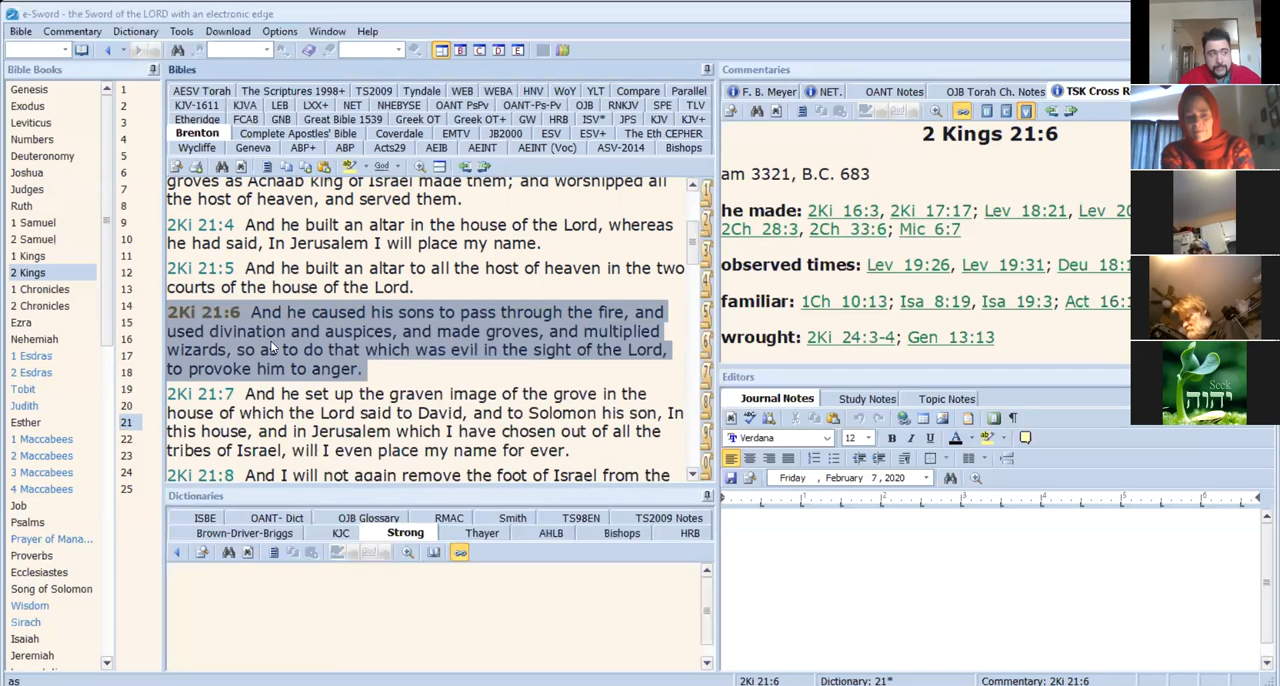 e-Sword - the Sword of the LORD with an electronic edge
Bible Commentary Dictionary Tools Download Options Window Help
Bible Books
Genesis
Exodus
Leviticus
Numbers
Deuteronomy
Joshua
Judges
Ruth
1 Samuel
2 Samuel
1 Kings
2 Kings
1 Chronicles
2 Chronicles
Ezra
Nehemiah
1 Esdras
2 Esdras
Tobit
Judith
Esther
1 Maccabees
2 Maccabees
3 Maccabees
4 Maccabees
Job
Psalms
Prayer of Mana...
Proverbs
Ecclesiastes
Song of Solomon
Wisdom
Sirach
Isaiah
Jeremiah
1
2
3
4
5
6
7
8
9
10
11
12
13
14
15
16
17
18
19
20
21
22
23
24
25
Bibles
AESV Torah The Scriptures 1998+ TS2009 Tyndale WEB WEBA HNV WoY YLT Compare Parallel
KJV-1611 KJVA LEB LXX+ NET NHEBYSE OANT PsPv OANT-Ps-Pv OJB RNKJV SPE TLV
Etheridge FCAB GNB Great Bible 1539 Greek OT Greek OT+ GW HRB ISV* JPS KJV KJV+
Brenton Complete Apostles' Bible Coverdale EMTV JB2000 ESV ESV+ The Eth CEPHER
Wycliffe Geneva ABP+ ABP Acts29 AEIB AEINT AEINT (Voc) ASV-2014 Bishops
God
groves as Achaab king of Israel made them; and worshipped all
the host of heaven, and served them.
2Ki 21:4 And he built an altar in the house of the Lord, whereas
he had said, In Jerusalem I will place my name.
2Ki 21:5 And he built an altar to all the host of heaven in the two
courts of the house of the Lord.
2Ki 21:6 And he caused his sons to pass through the fire, and
used divination and auspices, and made groves, and multiplied
wizards, so as to do that which was evil in the sight of the Lord,
to provoke him to anger.
2Ki 21:7 And he set up the graven image of the grove in the
house of which the Lord said to David, and to Solomon his son, In
this house, and in Jerusalem which I have chosen out of all the
tribes of Israel, will I even place my name for ever.
2Ki 21:8 And I will not again remove the foot of Israel from the
Dictionaries
ISBE OANT- Dict OJB Glossary RMAC Smith TS98EN TS2009 Notes
Brown-Driver-Briggs KJC Strong Thayer AHLB Bishops HRB
Commentaries
F. B. Meyer NET. OANT Notes OJB Torah Ch. Notes TSK Cross R
2 Kings 21:6
am 3321, B.C. 683
he made: 2Ki 16:3, 2Ki 17:17; Lev 18:21, Lev 20
2Ch 28:3, 2Ch 33:6; Mic 6:7
observed times: Lev 19:26, Lev 19:31; Deu 18:1
familiar: 1Ch 10:13; Isa 8:19, Isa 19:3; Act 16:1
wrought: 2Ki 24:3-4; Gen 13:13
Editors
Journal Notes Study Notes Topic Notes
Verdana 12 B I U A
Friday , February 7, 2020
1 2 3 4 5 6
Seek
יהוה
as 2Ki 21:6 Dictionary: 21* Commentary: 2Ki 21:6